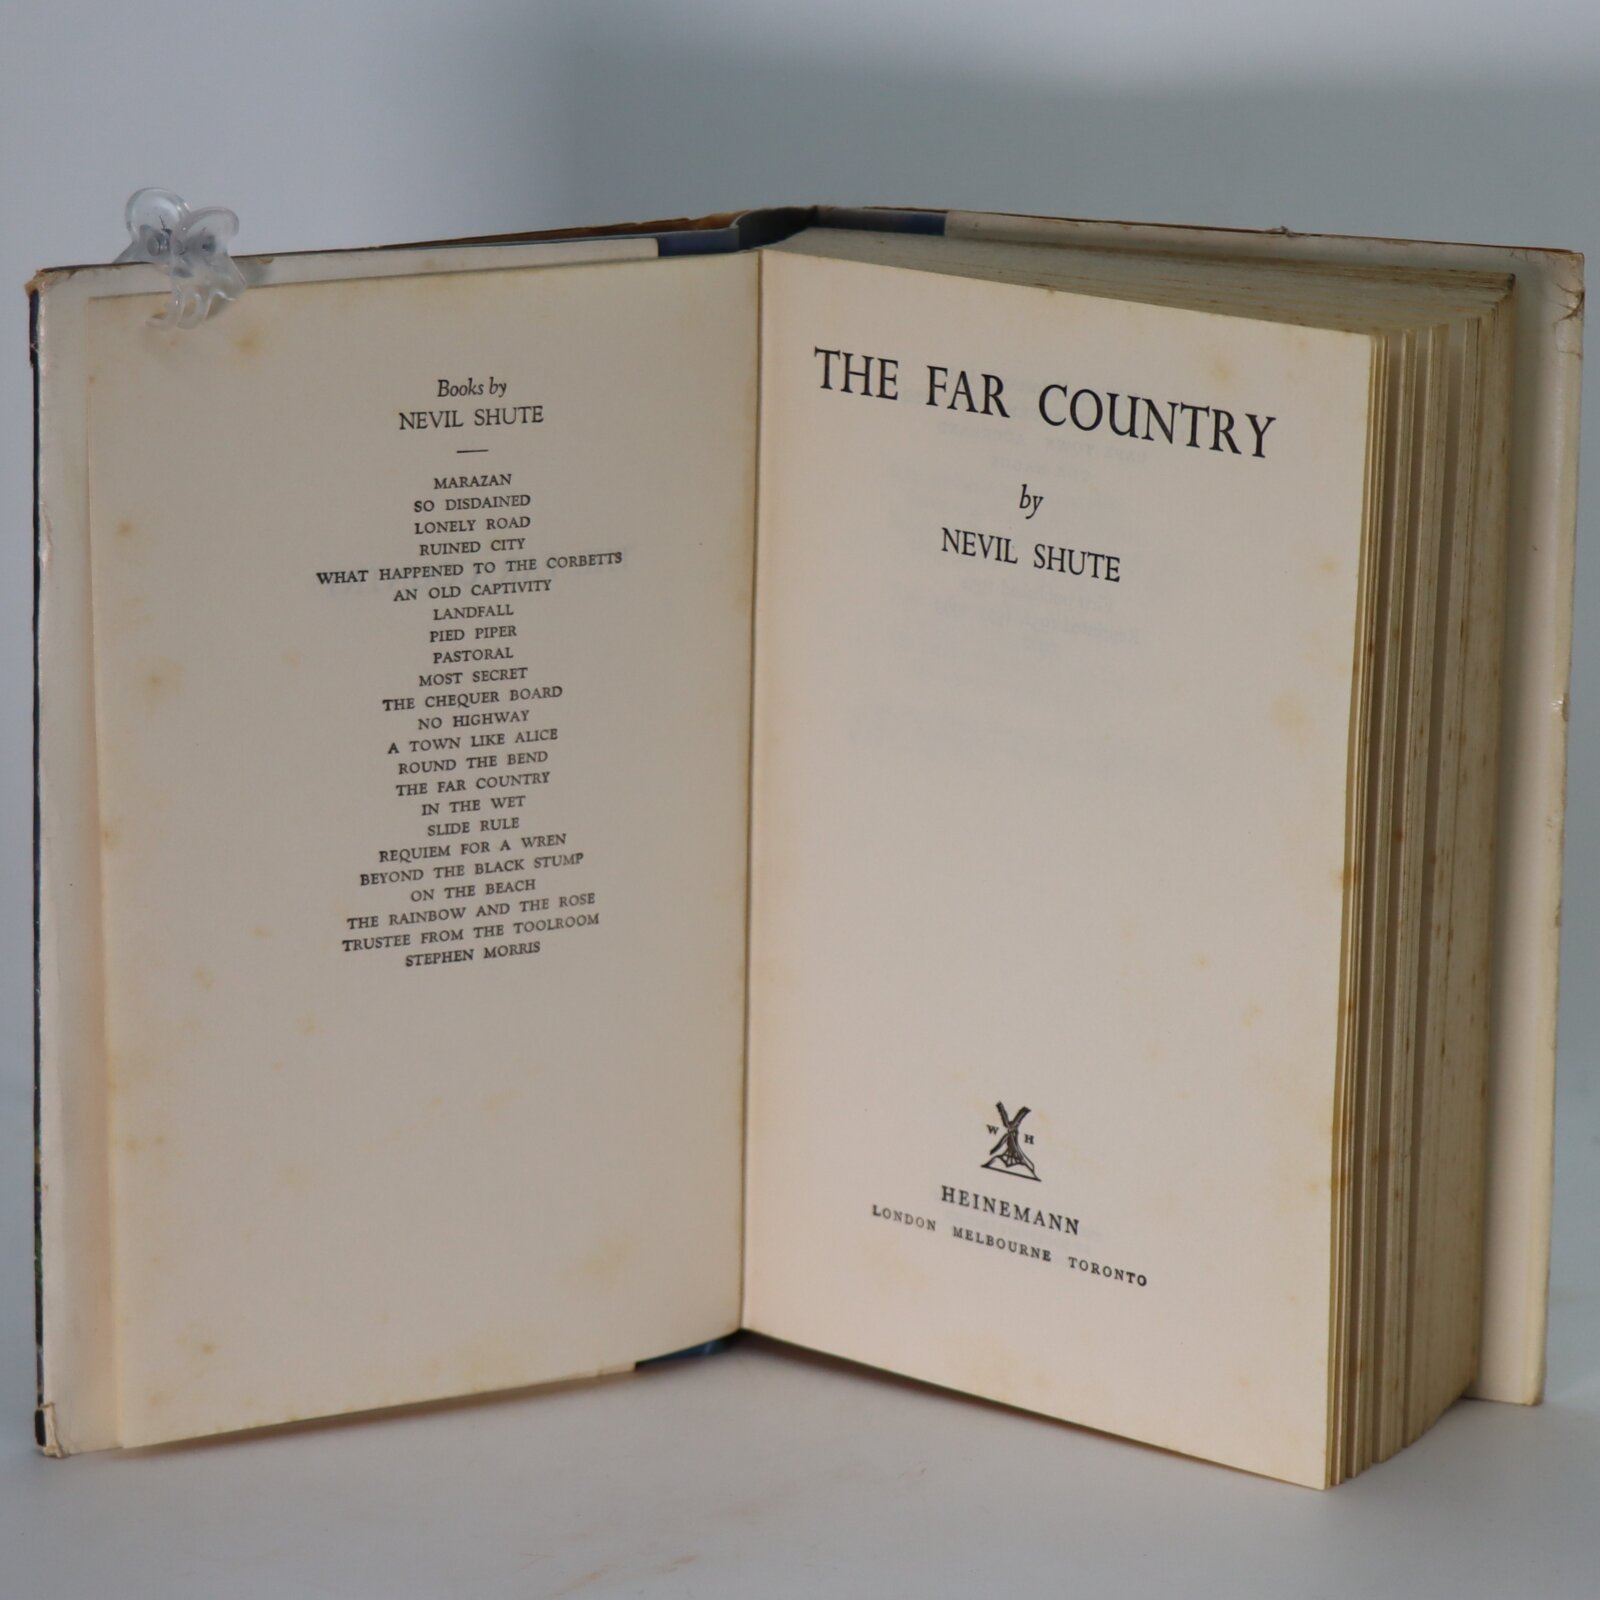 Books by
NEVIL SHUTE
MARAZAN
SO DISDAINED
LONELY ROAD
RUINED CITY
WHAT HAPPENED TO THE CORBETTS
AN OLD CAPTIVITY
LANDFALL
PIED PIPER
PASTORAL
MOST SECRET
THE CHEQUER BOARD
NO HIGHWAY
A TOWN LIKE ALICE
ROUND THE BEND
THE FAR COUNTRY
IN THE WET
SLIDE RULE
REQUIEM FOR A WREN
BEYOND THE BLACK STUMP
ON THE BEACH
THE RAINBOW AND THE ROSE
TRUSTEE FROM THE TOOLROOM
STEPHEN MORRIS
THE FAR COUNTRY
by
NEVIL SHUTE
W H
HEINEMANN
LONDON MELBOURNE TORONTO